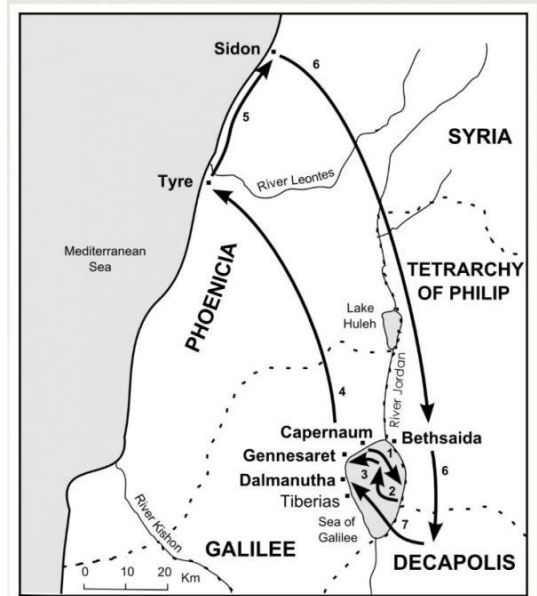 Sidon
6
5
SYRIA
River Leontes
Tyre
Mediterranean
Sea
PHOENICIA
TETRARCHY
OF PHILIP
Lake
Huleh
River Jordan
4
Capernaum
Bethsaida
1
Gennesaret
3
6
Dalmanutha
2
Tiberias
Sea of
Galilee
7
River Kishon
GALILEE
DECAPOLIS
0 10 20
Km